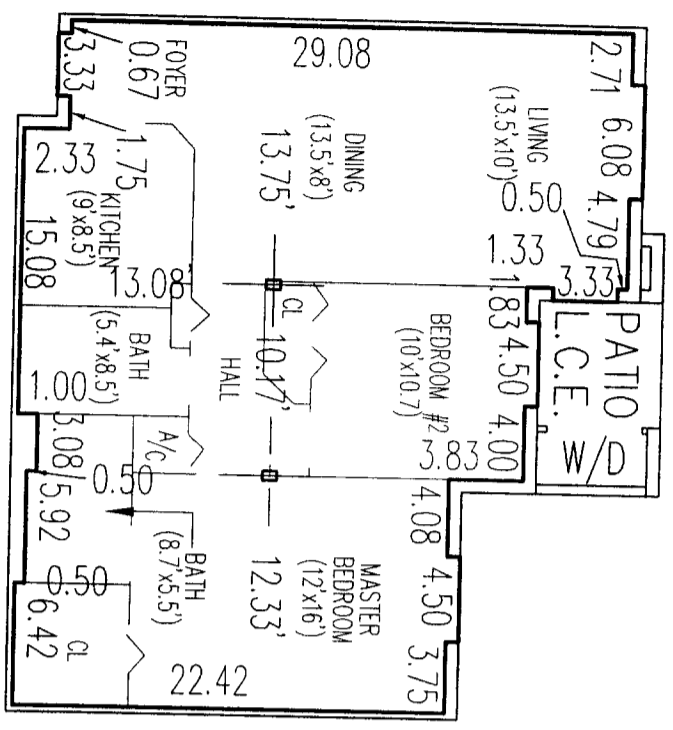 29.08
2.71
6.08
4.79
FOYER
0.67
3.33
1.75
2.33
KITCHEN
(9'x8.5')
15.08
13.08'
DINING
(13.5'x8')
13.75'
LIVING
(13.5'x10')
0.50
1.33
3.33
1.83
4.50
4.00
3.83
PATIO
L.C.E.
W/D
BATH
(5.4'x8.5')
1.00
HALL
CL
10.17'
BEDROOM #2
(10'x10.7)
A/C
3.08
0.50
5.92
BATH
(8.7'x5.5')
0.50
6.42
CL
MASTER
BEDROOM
(12'x16')
12.33'
4.08
4.50
3.75
22.42